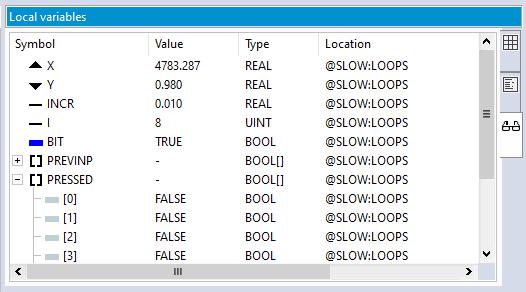 Local variables
Symbol Value Type Location
X 4783.287 REAL @SLOW:LOOPS
Y 0.980 REAL @SLOW:LOOPS
INCR 0.010 REAL @SLOW:LOOPS
I 8 UINT @SLOW:LOOPS
BIT TRUE BOOL @SLOW:LOOPS
PREVINP - BOOL[] @SLOW:LOOPS
PRESSED - BOOL[] @SLOW:LOOPS
[0] FALSE BOOL @SLOW:LOOPS
[1] FALSE BOOL @SLOW:LOOPS
[2] FALSE BOOL @SLOW:LOOPS
[3] FALSE BOOL @SLOW:LOOPS